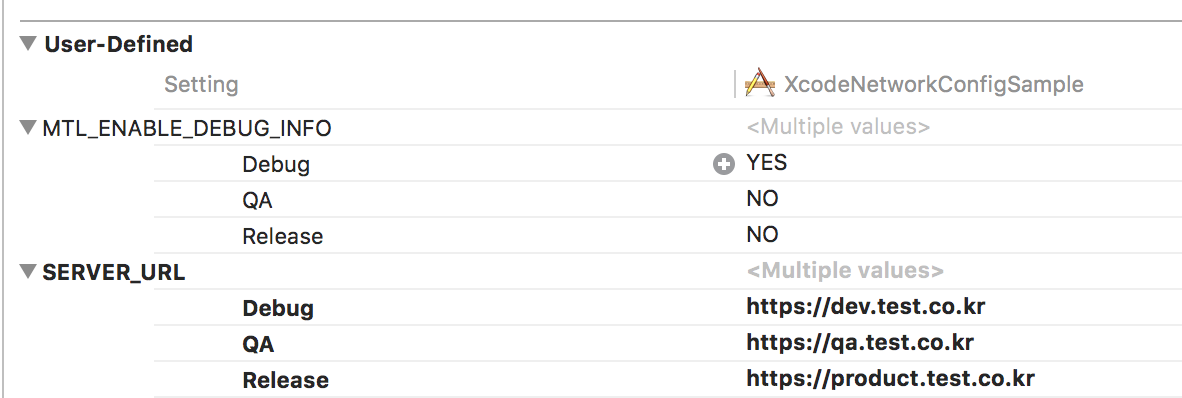 User-Defined
Setting XcodeNetworkConfigSample
MTL_ENABLE_DEBUG_INFO <Multiple values>
Debug YES
QA NO
Release NO
SERVER_URL <Multiple values>
Debug https://dev.test.co.kr
QA https://qa.test.co.kr
Release https://product.test.co.kr